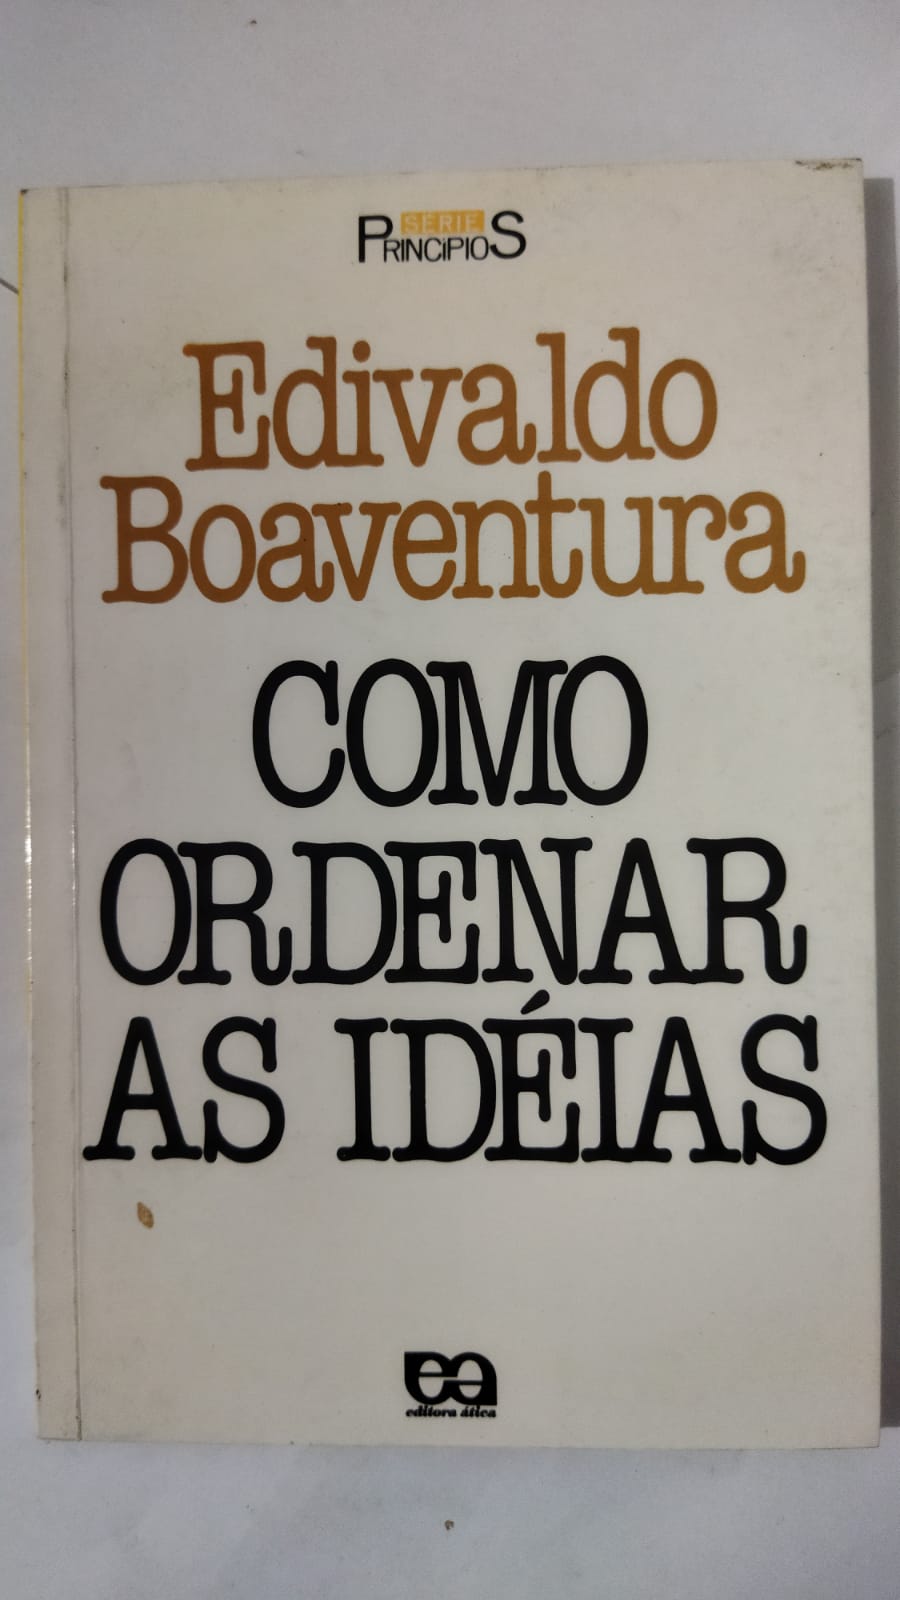 SÉRIE
PRINCÍPIOS
Edivaldo
Boaventura
COMO
ORDENAR
AS IDÉIAS
ea
editora ática